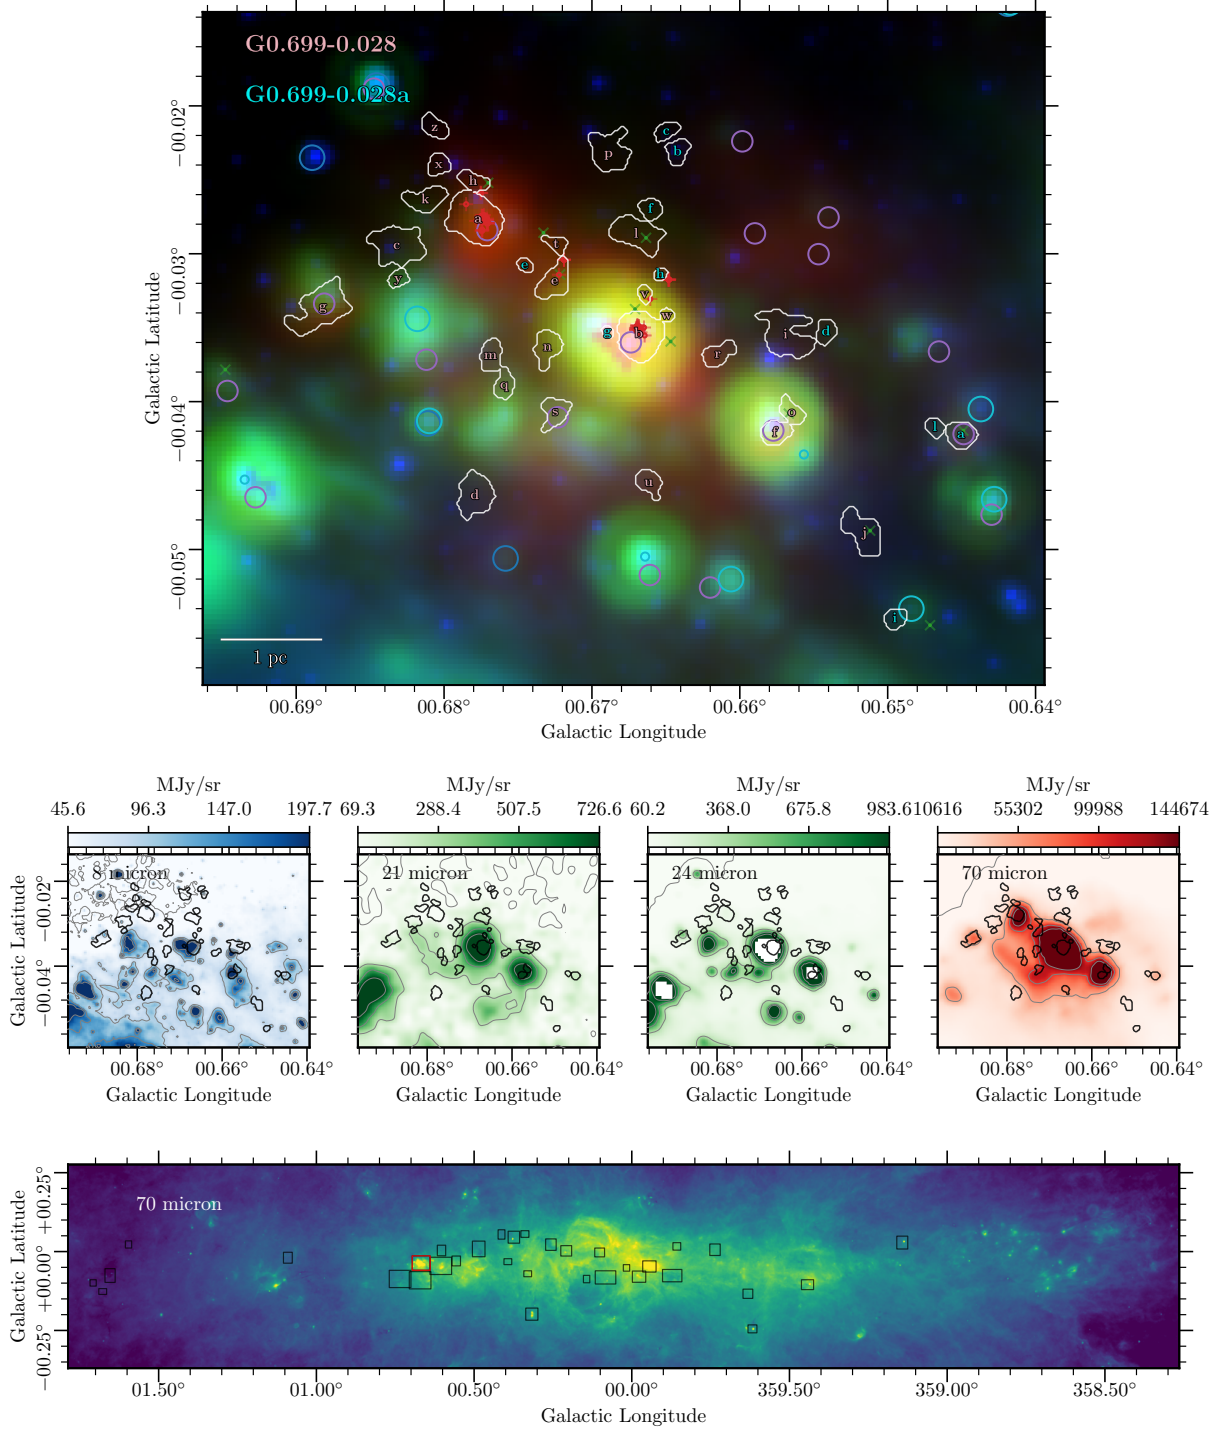 G0.699-0.028
G0.699-0.028a
z
c
b
p
x
h
k
a
f
l
c
t
e
e
h
y
g
v
w
g
b
i
d
m
n
r
q
s
o
f
l
a
d
u
j
i
1 pc
−00.02°
−00.03°
−00.04°
−00.05°
Galactic Latitude
00.69° 00.68° 00.67° 00.66° 00.65° 00.64°
Galactic Longitude
MJy/sr MJy/sr MJy/sr MJy/sr
45.6 96.3 147.0 197.7 69.3 288.4 507.5 726.6 60.2 368.0 675.8 983.6 10616 55302 99988 144674
8 micron 21 micron 24 micron 70 micron
−00.02°
−00.04°
Galactic Latitude
00.68° 00.66° 00.64° 00.68° 00.66° 00.64° 00.68° 00.66° 00.64° 00.68° 00.66° 00.64°
Galactic Longitude Galactic Longitude Galactic Longitude Galactic Longitude
70 micron
+00.25°
+00.00°
−00.25°
Galactic Latitude
01.50° 01.00° 00.50° 00.00° 359.50° 359.00° 358.50°
Galactic Longitude